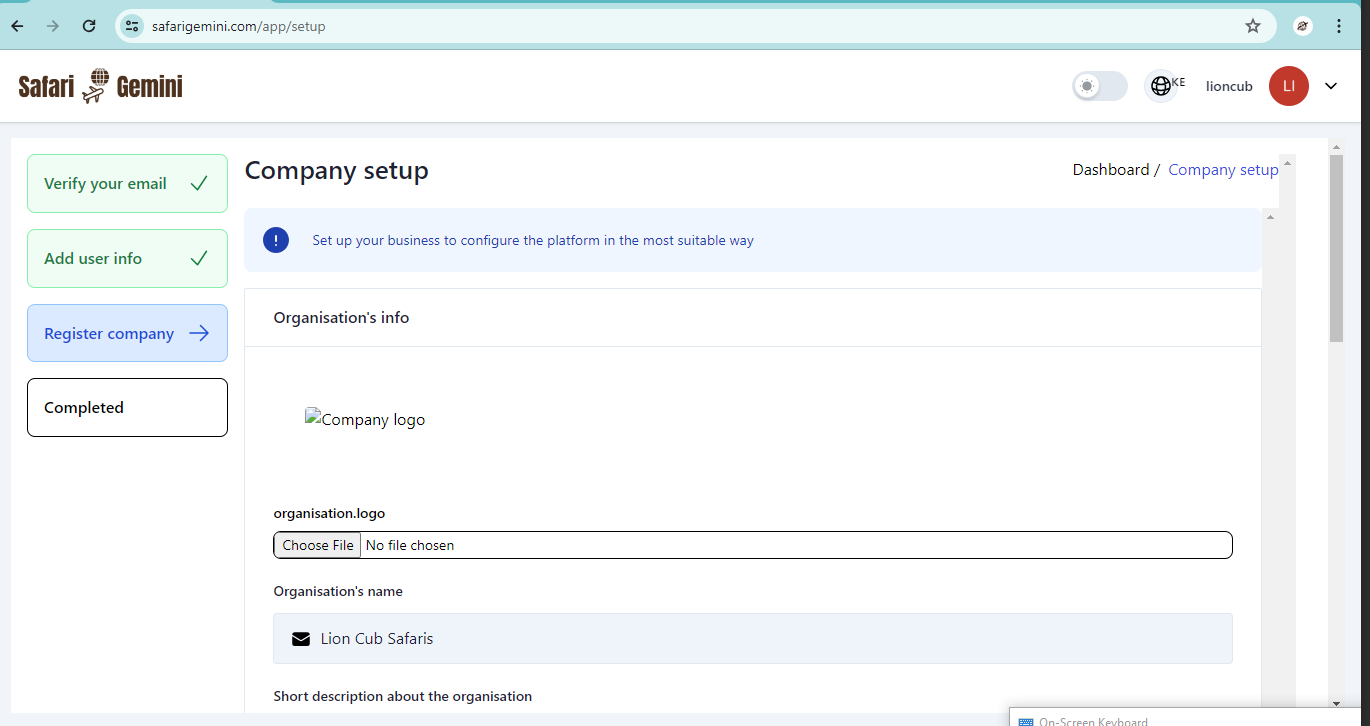 safarigemini.com/app/setup
Safari Gemini
KE
lioncub
LI
Verify your email
Add user info
Register company
Completed
Company setup
Dashboard / Company setup
! Set up your business to configure the platform in the most suitable way
Organisation's info
Company logo
organisation.logo
Choose File No file chosen
Organisation's name
Lion Cub Safaris
Short description about the organisation
On-Screen Keyboard